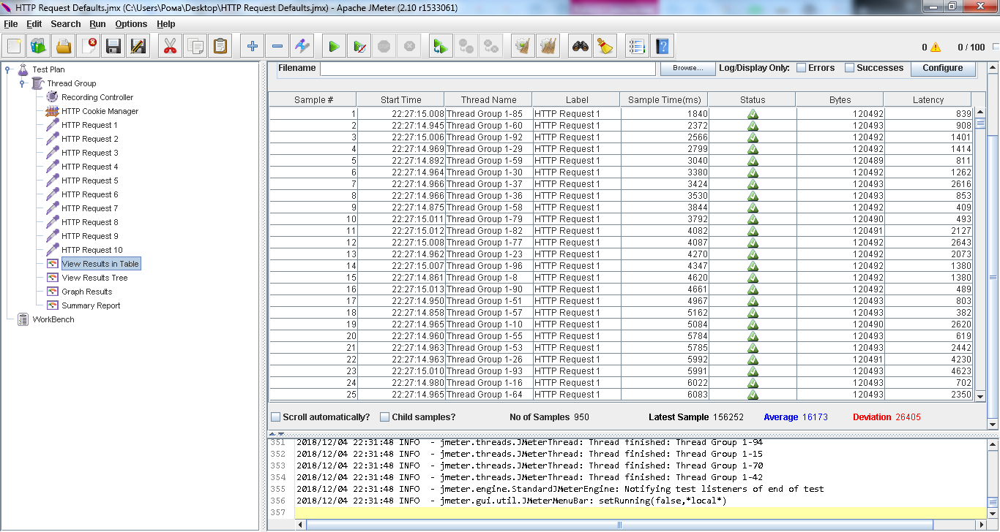 HTTP Request Defaults.jmx (C:\Users\Poma\Desktop\HTTP Request Defaults.jmx) - Apache JMeter (2.10 r1533061)
File Edit Search Run Options Help
0 0 / 100
Test Plan
Thread Group
Recording Controller
HTTP Cookie Manager
HTTP Request 1
HTTP Request 2
HTTP Request 3
HTTP Request 4
HTTP Request 5
HTTP Request 6
HTTP Request 7
HTTP Request 8
HTTP Request 9
HTTP Request 10
View Results in Table
View Results Tree
Graph Results
Summary Report
WorkBench
Filename Browse... Log/Display Only: Errors Successes Configure
Sample # Start Time Thread Name Label Sample Time(ms) Status Bytes Latency
1 22:27:15.008 Thread Group 1-85 HTTP Request 1 1840 120492 839
2 22:27:14.945 Thread Group 1-60 HTTP Request 1 2372 120493 908
3 22:27:15.006 Thread Group 1-92 HTTP Request 1 2566 120492 1401
4 22:27:14.969 Thread Group 1-29 HTTP Request 1 2799 120492 1414
5 22:27:14.892 Thread Group 1-59 HTTP Request 1 3040 120489 811
6 22:27:14.964 Thread Group 1-30 HTTP Request 1 3380 120492 1262
7 22:27:14.966 Thread Group 1-37 HTTP Request 1 3424 120492 2616
8 22:27:14.966 Thread Group 1-36 HTTP Request 1 3530 120493 853
9 22:27:14.875 Thread Group 1-58 HTTP Request 1 3844 120492 409
10 22:27:15.011 Thread Group 1-79 HTTP Request 1 3792 120490 493
11 22:27:15.012 Thread Group 1-82 HTTP Request 1 4082 120491 2127
12 22:27:15.008 Thread Group 1-77 HTTP Request 1 4087 120492 2643
13 22:27:14.962 Thread Group 1-23 HTTP Request 1 4270 120492 2073
14 22:27:15.007 Thread Group 1-96 HTTP Request 1 4347 120492 1380
15 22:27:14.861 Thread Group 1-8 HTTP Request 1 4620 120492 1380
16 22:27:15.013 Thread Group 1-90 HTTP Request 1 4661 120492 489
17 22:27:14.950 Thread Group 1-51 HTTP Request 1 4967 120492 803
18 22:27:14.858 Thread Group 1-57 HTTP Request 1 5162 120492 382
19 22:27:14.965 Thread Group 1-10 HTTP Request 1 5084 120490 2620
20 22:27:14.960 Thread Group 1-55 HTTP Request 1 5784 120493 619
21 22:27:14.963 Thread Group 1-53 HTTP Request 1 5785 120493 2442
22 22:27:14.963 Thread Group 1-26 HTTP Request 1 5992 120491 4230
23 22:27:15.010 Thread Group 1-93 HTTP Request 1 5991 120492 4623
24 22:27:14.980 Thread Group 1-16 HTTP Request 1 6022 120493 702
25 22:27:14.965 Thread Group 1-64 HTTP Request 1 6083 120493 2350
Scroll automatically? Child samples? No of Samples 950 Latest Sample 156252 Average 16173 Deviation 26405
351 2018/12/04 22:31:48 INFO - jmeter.threads.JMeterThread: Thread finished: Thread Group 1-94
352 2018/12/04 22:31:48 INFO - jmeter.threads.JMeterThread: Thread finished: Thread Group 1-15
353 2018/12/04 22:31:48 INFO - jmeter.threads.JMeterThread: Thread finished: Thread Group 1-70
354 2018/12/04 22:31:48 INFO - jmeter.threads.JMeterThread: Thread finished: Thread Group 1-42
355 2018/12/04 22:31:48 INFO - jmeter.engine.StandardJMeterEngine: Notifying test listeners of end of test
356 2018/12/04 22:31:48 INFO - jmeter.gui.util.JMeterMenuBar: setRunning(false,*local*)
357